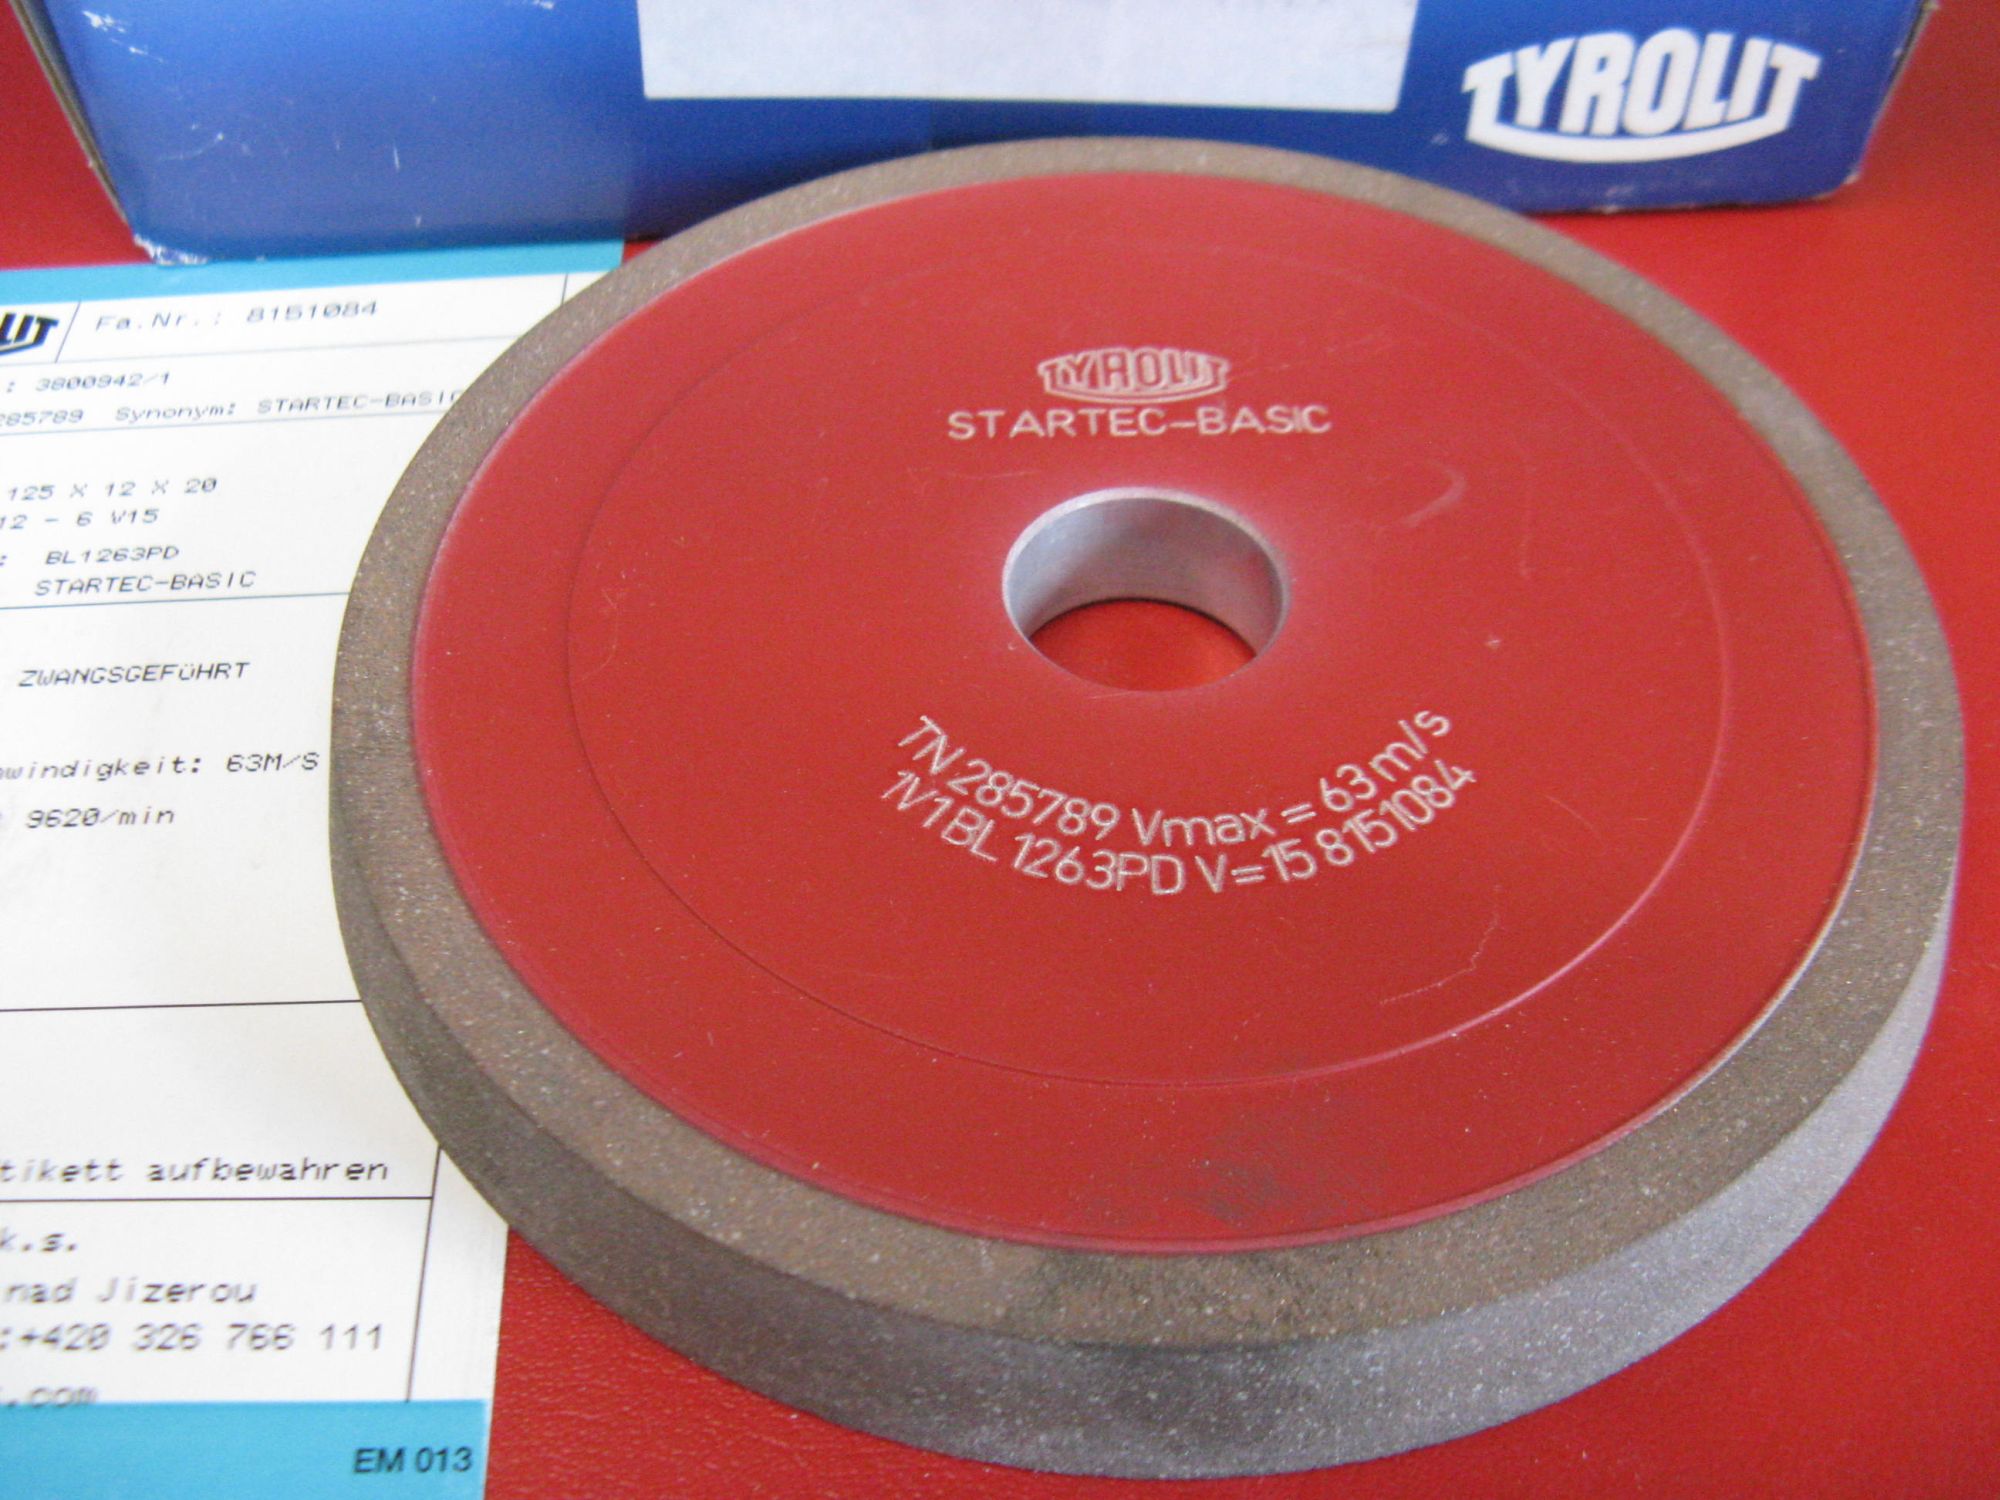 TYROLIT
LIT
Fa.Nr.: 8151084
: 3800942/1
285789 Synonym: STARTEC-BASIC
125 X 12 X 20
12 - 6 V15
: BL1263PD
STARTEC-BASIC
ZWANGSGEFÜHRT
windigkeit: 63M/S
9620/min
tikett aufbewahren
k.s.
nad Jizerou
:+420 326 766 111
.com
EM 013
TYROLIT
STARTEC-BASIC
TN 285789 Vmax = 63 m/s
1V1 BL 1263PD V=15 8151084